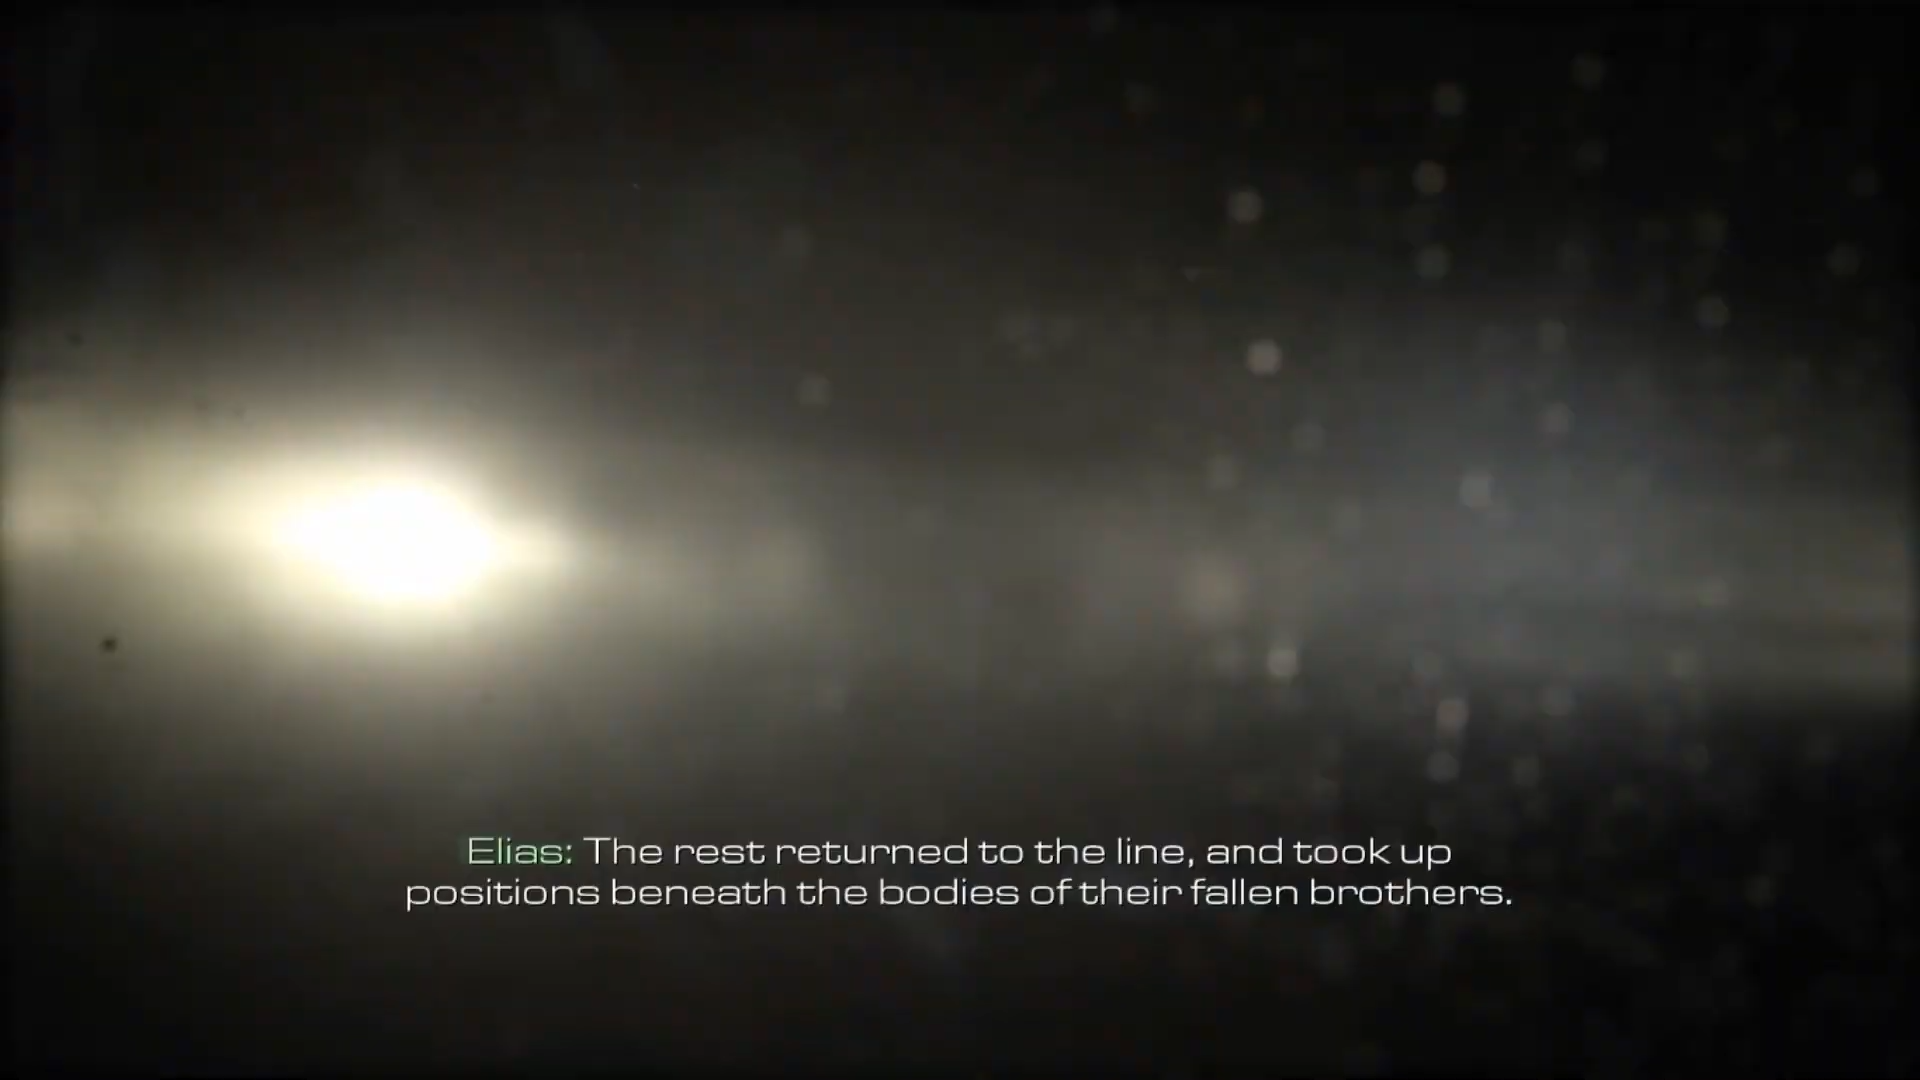 Elias: The rest returned to the line, and took up
positions beneath the bodies of their fallen brothers.